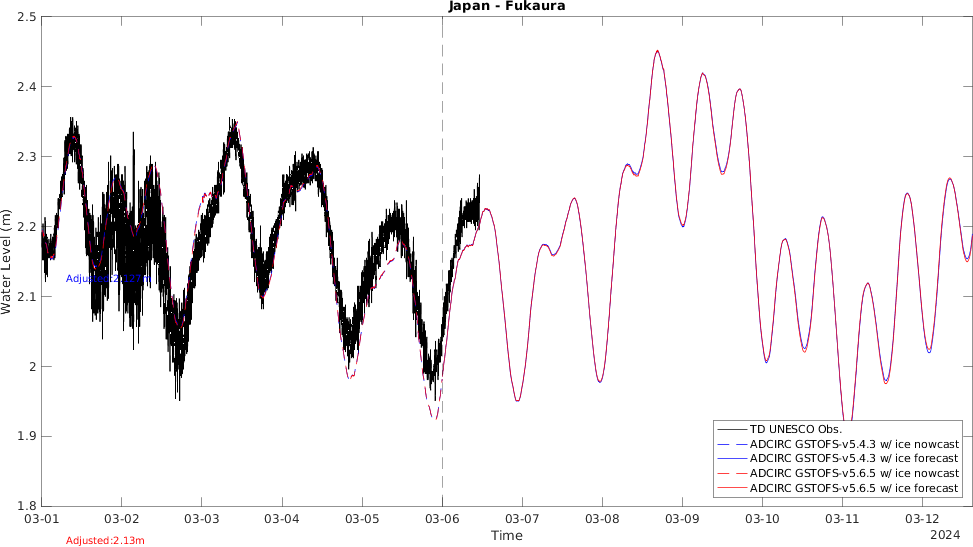 Japan - Fukaura
Water Level (m)
2.5
2.4
2.3
2.2
2.1
2
1.9
1.8
TD UNESCO Obs.
ADCIRC GSTOFS-v5.4.3 w/ ice nowcast
ADCIRC GSTOFS-v5.4.3 w/ ice forecast
ADCIRC GSTOFS-v5.6.5 w/ ice nowcast
ADCIRC GSTOFS-v5.6.5 w/ ice forecast
03-01 03-02 03-03 03-04 03-05 03-06 03-07 03-08 03-09 03-10 03-11 03-12
Time
2024
Adjusted:2.13m